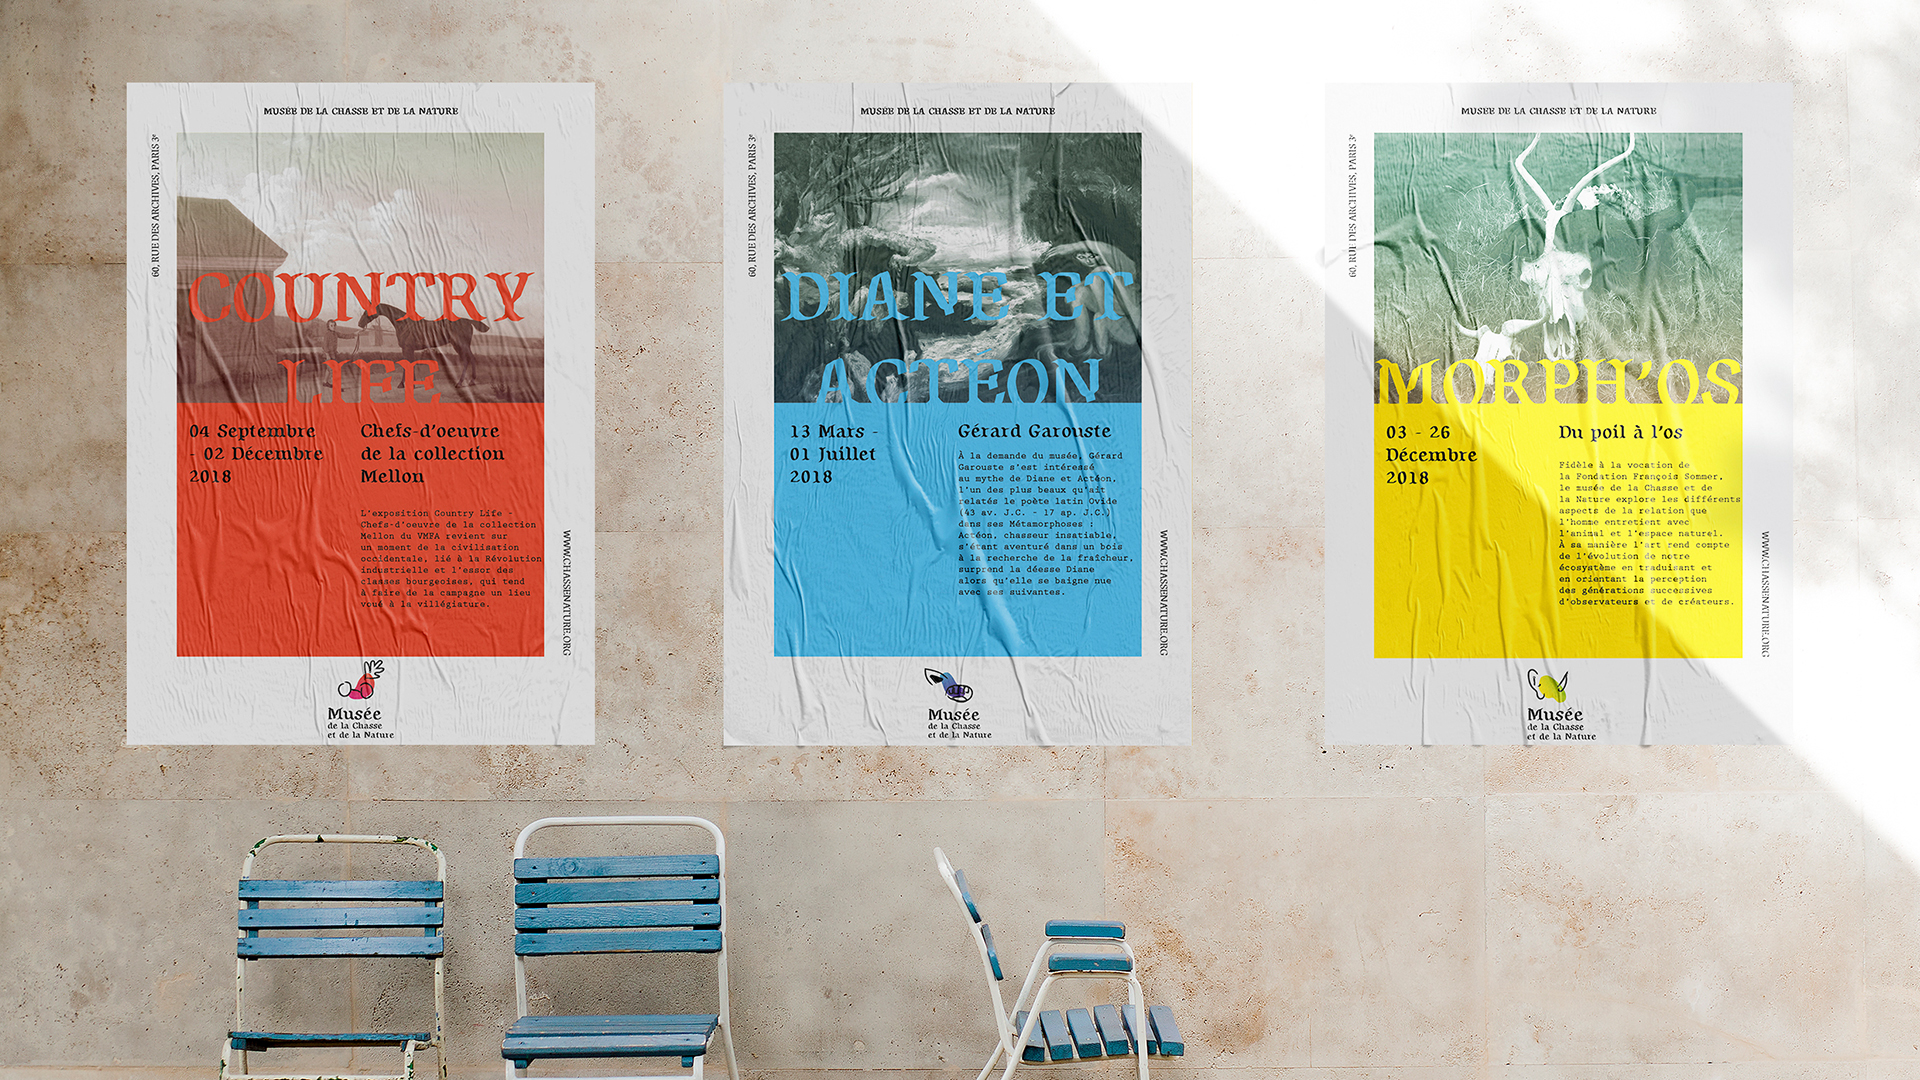 MUSÉE DE LA CHASSE ET DE LA NATURE
60, RUE DES ARCHIVES, PARIS 3e
COUNTRY
LIFE
04 Septembre
- 02 Décembre
2018
Chefs-d'oeuvre
de la collection
Mellon
L'exposition Country Life -
Chefs-d'oeuvre de la collection
Mellon du VMFA revient sur
un moment de la civilisation
occidentale, lié à la Révolution
industrielle et l'essor des
classes bourgeoises, qui tend
à faire de la campagne un lieu
voué à la villégiature.
WWW.CHASSENATURE.ORG
Musée
de la Chasse
et de la Nature
MUSÉE DE LA CHASSE ET DE LA NATURE
60, RUE DES ARCHIVES, PARIS 3e
DIANE ET
ACTÉON
13 Mars -
01 Juillet
2018
Gérard Garouste
À la demande du musée, Gérard
Garouste s'est intéressé
au mythe de Diane et Actéon,
l'un des plus beaux qu'ait
relatés le poète latin Ovide
(43 av. J.C. - 17 ap. J.C.)
dans ses Métamorphoses :
Actéon, chasseur insatiable,
s'étant aventuré dans un bois
à la recherche de la fraîcheur,
surprend la déesse Diane
alors qu'elle se baigne nue
avec ses suivantes.
WWW.CHASSENATURE.ORG
Musée
de la Chasse
et de la Nature
MUSÉE DE LA CHASSE ET DE LA NATURE
60, RUE DES ARCHIVES, PARIS 3e
MORPH'OS
03 - 26
Décembre
2018
Du poil à l'os
Fidèle à la vocation de
la Fondation François Sommer,
le musée de la Chasse et de
la Nature explore les différents
aspects de la relation que
l'homme entretient avec
l'animal et l'espace naturel.
À sa manière l'art rend compte
de l'évolution de notre
écosystème en traduisant et
en orientant la perception
des générations successives
d'observateurs et de créateurs.
WWW.CHASSENATURE.ORG
Musée
de la Chasse
et de la Nature